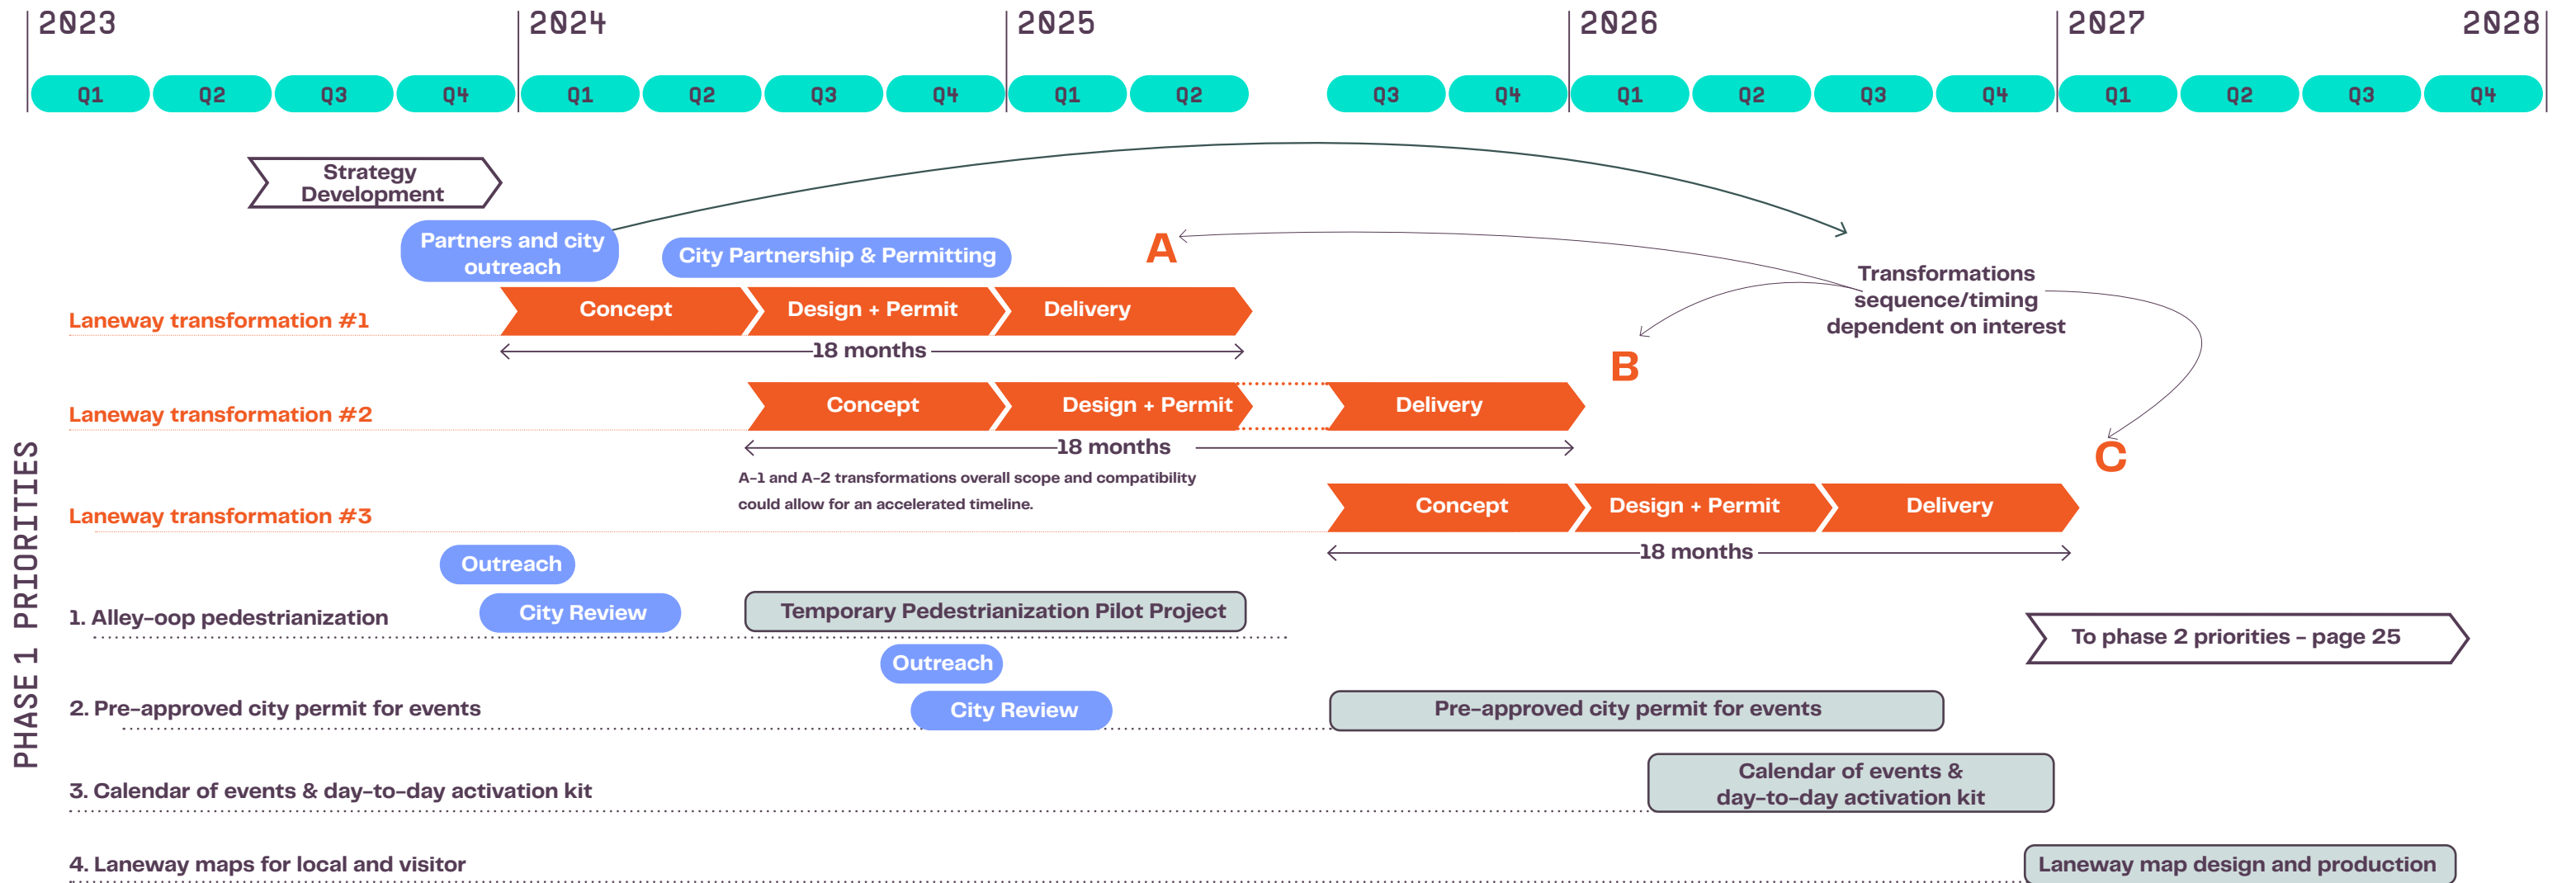 2023
2024
2025
2026
2027
2028
Q1 Q2 Q3 Q4 Q1 Q2 Q3 Q4 Q1 Q2 Q3 Q4 Q1 Q2 Q3 Q4 Q1 Q2 Q3 Q4
Strategy
Development
Partners and city
outreach
City Partnership & Permitting
A
Transformations
sequence/timing
dependent on interest
Laneway transformation #1
Concept
Design + Permit
Delivery
18 months
B
Laneway transformation #2
Concept
Design + Permit
Delivery
18 months
C
A-1 and A-2 transformations overall scope and compatibility
could allow for an accelerated timeline.
Laneway transformation #3
Concept
Design + Permit
Delivery
18 months
PHASE 1 PRIORITIES
Outreach
City Review
1. Alley-oop pedestrianization
Temporary Pedestrianization Pilot Project
To phase 2 priorities - page 25
Outreach
City Review
2. Pre-approved city permit for events
Pre-approved city permit for events
3. Calendar of events & day-to-day activation kit
Calendar of events &
day-to-day activation kit
4. Laneway maps for local and visitor
Laneway map design and production